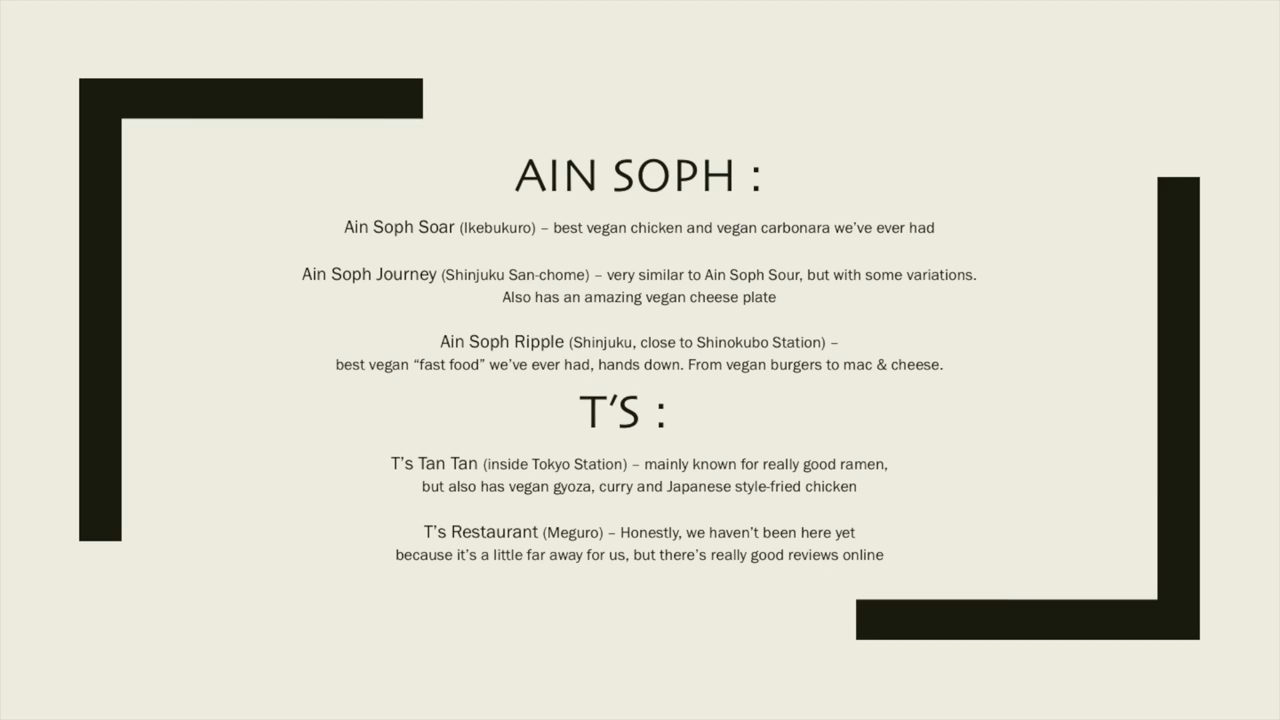 AIN SOPH :
Ain Soph Soar (Ikebukuro) – best vegan chicken and vegan carbonara we’ve ever had
Ain Soph Journey (Shinjuku San-chome) – very similar to Ain Soph Sour, but with some variations.
Also has an amazing vegan cheese plate
Ain Soph Ripple (Shinjuku, close to Shinokubo Station) –
best vegan “fast food” we’ve ever had, hands down. From vegan burgers to mac & cheese.
T’S :
T’s Tan Tan (inside Tokyo Station) – mainly known for really good ramen,
but also has vegan gyoza, curry and Japanese style-fried chicken
T’s Restaurant (Meguro) – Honestly, we haven’t been here yet
because it’s a little far away for us, but there’s really good reviews online